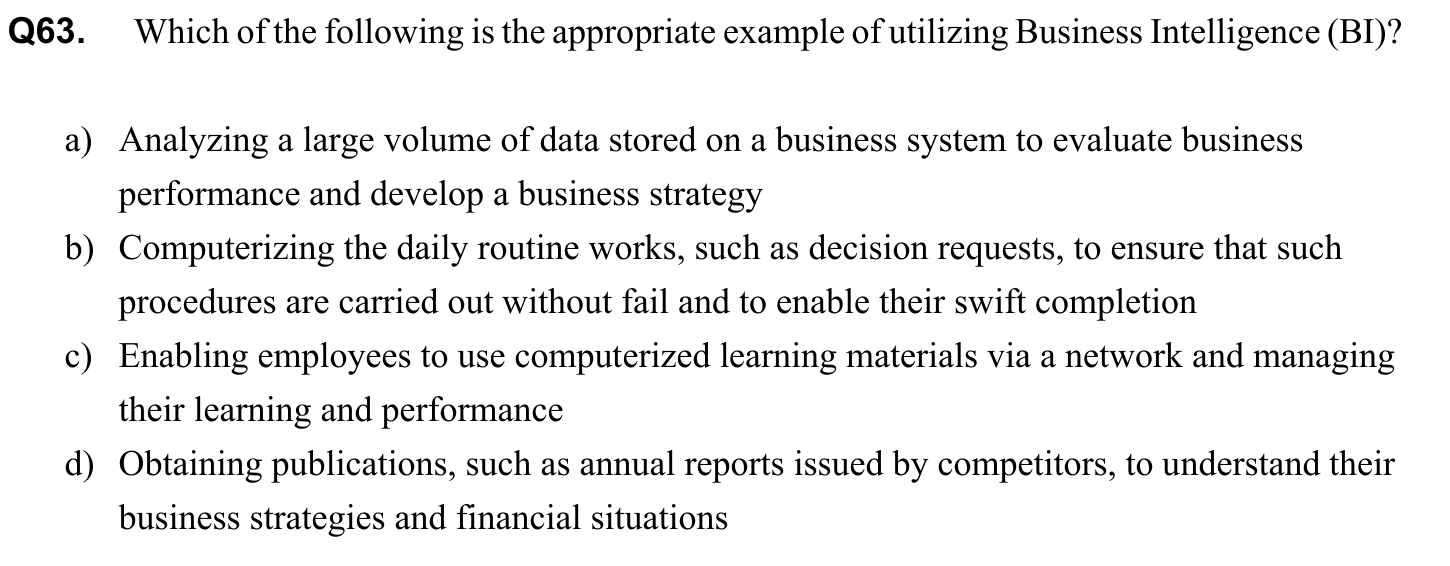 Q63. Which of the following is the appropriate example of utilizing Business Intelligence (BI)?
a) Analyzing a large volume of data stored on a business system to evaluate business
performance and develop a business strategy
b) Computerizing the daily routine works, such as decision requests, to ensure that such
procedures are carried out without fail and to enable their swift completion
c) Enabling employees to use computerized learning materials via a network and managing
their learning and performance
d) Obtaining publications, such as annual reports issued by competitors, to understand their
business strategies and financial situations